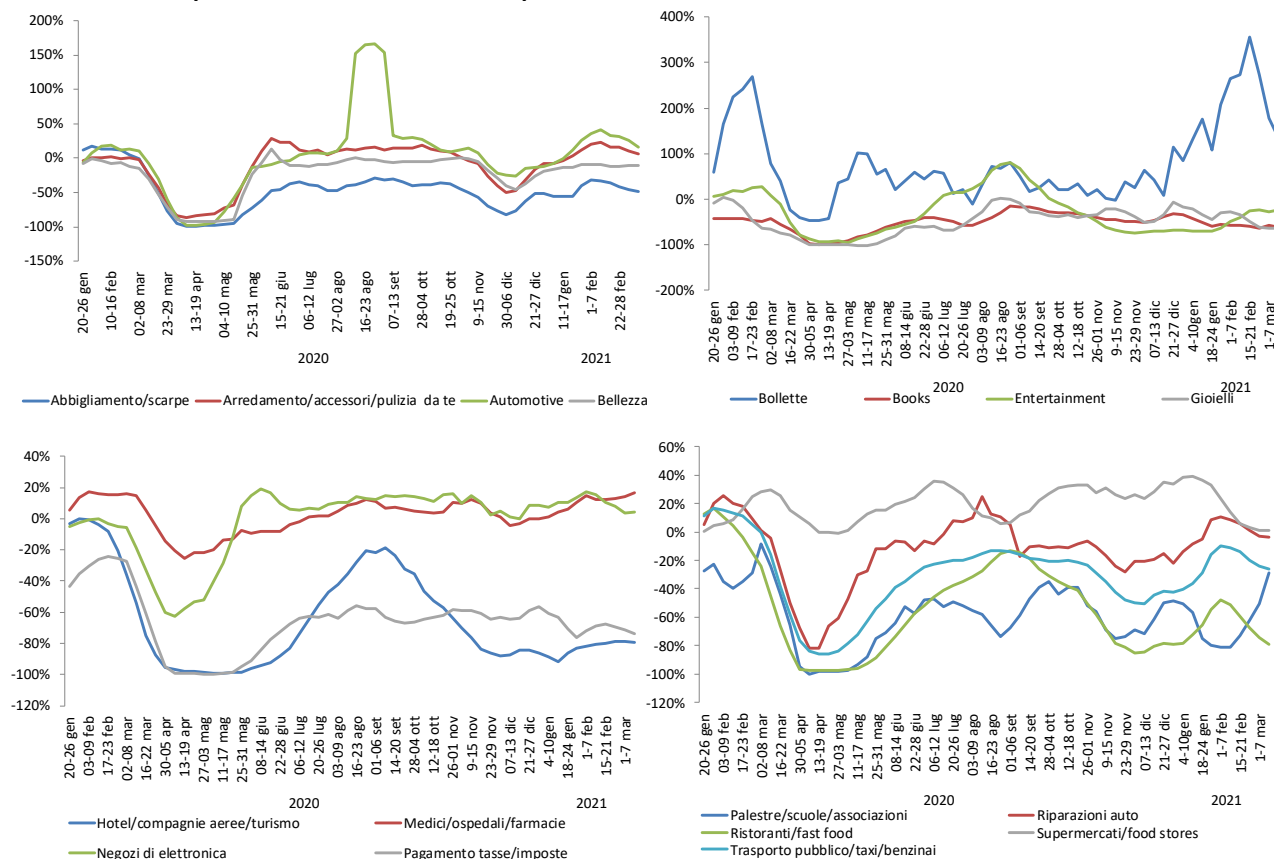 200%
150%
100%
50%
0%
-50%
-100%
-150%
20-26 gen
10-16 feb
02-08 mar
23-29 mar
13-19 apr
04-10 mag
25-31 mag
15-21 giu
06-12 lug
27-02 ago
16-23 ago
07-13 set
28-04 ott
19-25 ott
9-15 nov
30-06 dic
21-27 dic
11-17gen
1-7 feb
22-28 feb
2020
2021
Abbigliamento/scarpe
Arredamento/accessori/pulizia da te
Automotive
Bellezza
400%
300%
200%
100%
0%
-100%
-200%
20-26 gen
03-09 feb
17-23 feb
02-08 mar
16-22 mar
30-05 apr
13-19 apr
27-03 mag
11-17 mag
25-31 mag
08-14 giu
22-28 giu
06-12 lug
20-26 lug
03-09 ago
16-23 ago
01-06 set
14-20 set
28-04 ott
12-18 ott
26-01 nov
9-15 nov
23-29 nov
07-13 dic
21-27 dic
4-10gen
18-24 gen
1-7 feb
15-21 feb
1-7 mar
2020
2021
Bollette
Books
Entertainment
Gioielli
40%
20%
0%
-20%
-40%
-60%
-80%
-100%
-120%
20-26 gen
03-09 feb
17-23 feb
02-08 mar
16-22 mar
30-05 apr
13-19 apr
27-03 mag
11-17 mag
25-31 mag
08-14 giu
22-28 giu
06-12 lug
20-26 lug
03-09 ago
16-23 ago
01-06 set
14-20 set
28-04 ott
12-18 ott
26-01 nov
9-15 nov
23-29 nov
07-13 dic
21-27 dic
4-10gen
18-24 gen
1-7 feb
15-21 feb
1-7 mar
2020
2021
Hotel/compagnie aeree/turismo
Medici/ospedali/farmacie
Negozi di elettronica
Pagamento tasse/imposte
60%
40%
20%
0%
-20%
-40%
-60%
-80%
-100%
-120%
20-26 gen
03-09 feb
17-23 feb
02-08 mar
16-22 mar
30-05 apr
13-19 apr
27-03 mag
11-17 mag
25-31 mag
08-14 giu
22-28 giu
06-12 lug
20-26 lug
03-09 ago
16-23 ago
01-06 set
14-20 set
28-04 ott
12-18 ott
26-01 nov
9-15 nov
23-29 nov
07-13 dic
21-27 dic
4-10 gen
18-24 gen
1-7 feb
15-21 feb
1-7 mar
2020
2021
Palestre/scuole/associazioni
Riparazioni auto
Ristoranti/fast food
Supermercati/food stores
Trasporto pubblico/taxi/benzinai